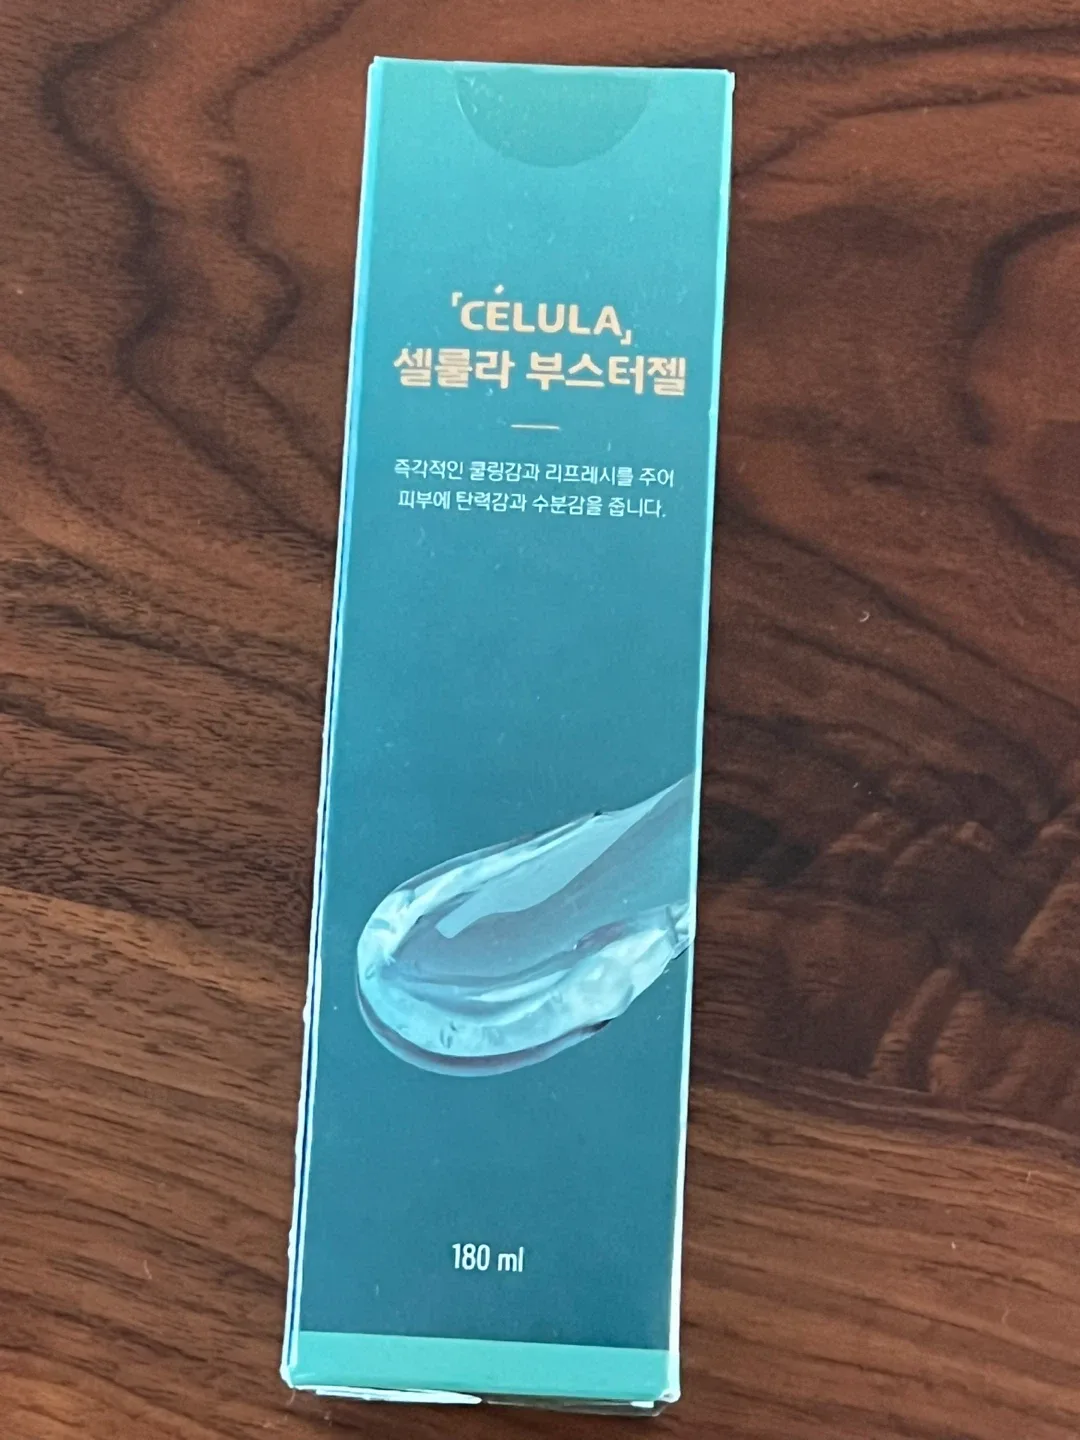 「CÉLULA」
셀룰라 부스터젤
즉각적인 쿨링감과 리프레시를 주어
피부에 탄력감과 수분감을 줍니다.
180 ml